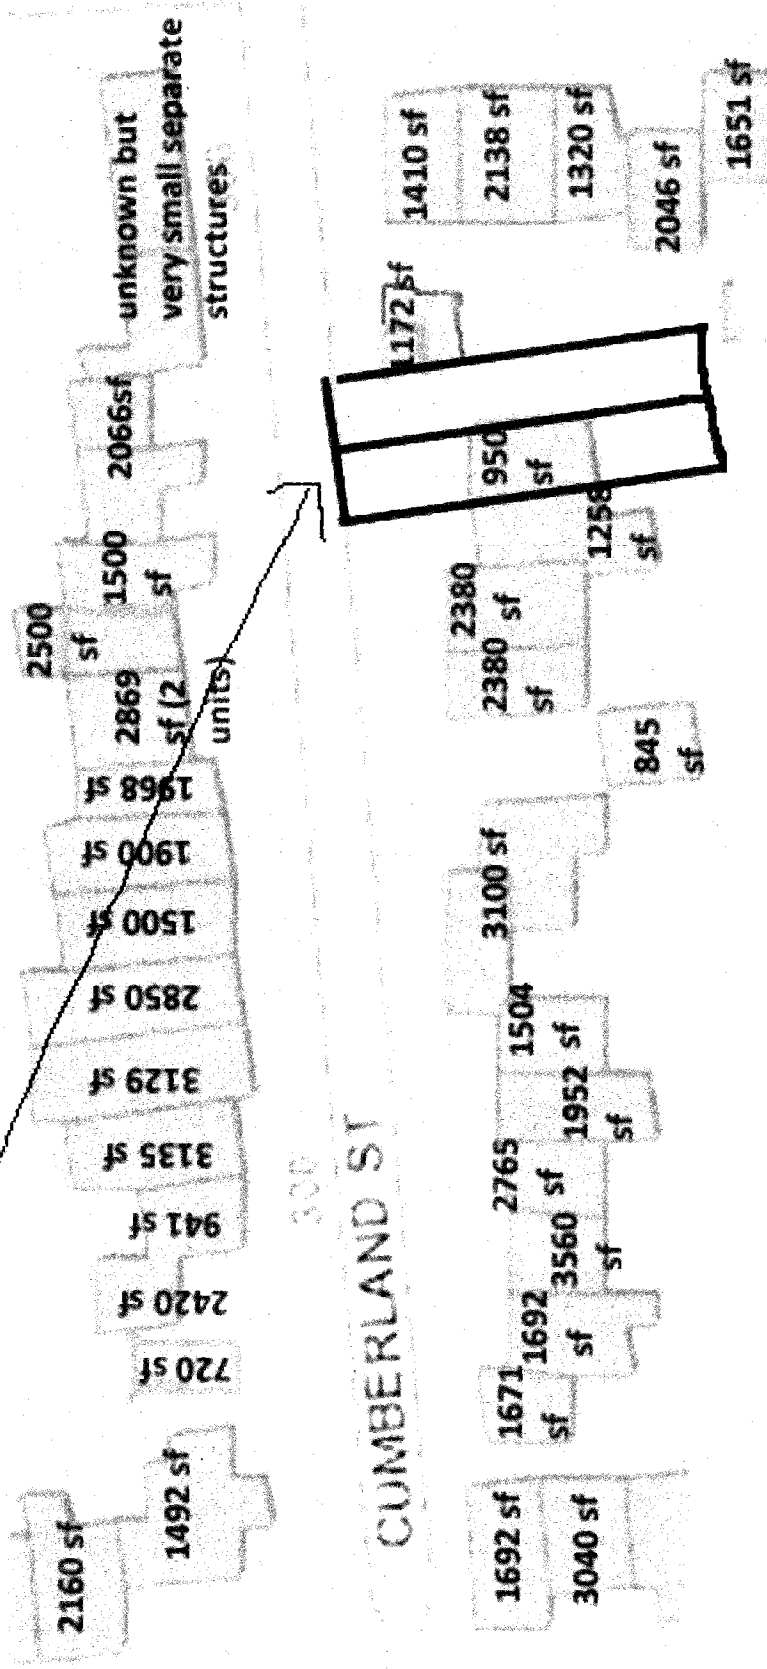 unknown but
very small separate
structures
2066sf
1500
sf
2500
sf
2869
sf (2
units)
1968 sf
1900 sf
1500 sf
2850 sf
3129 sf
3135 sf
941 sf
2420 sf
720 sf
1492 sf
2160 sf
300
CUMBERLAND ST
1410 sf
2138 sf
1320 sf
2046 sf
1651 sf
1172 sf
950
sf
1258
sf
2380
sf
2380
sf
845
sf
3100 sf
1504
sf
1952
sf
2765
sf
3560
sf
1692
sf
1671
sf
1692 sf
3040 sf